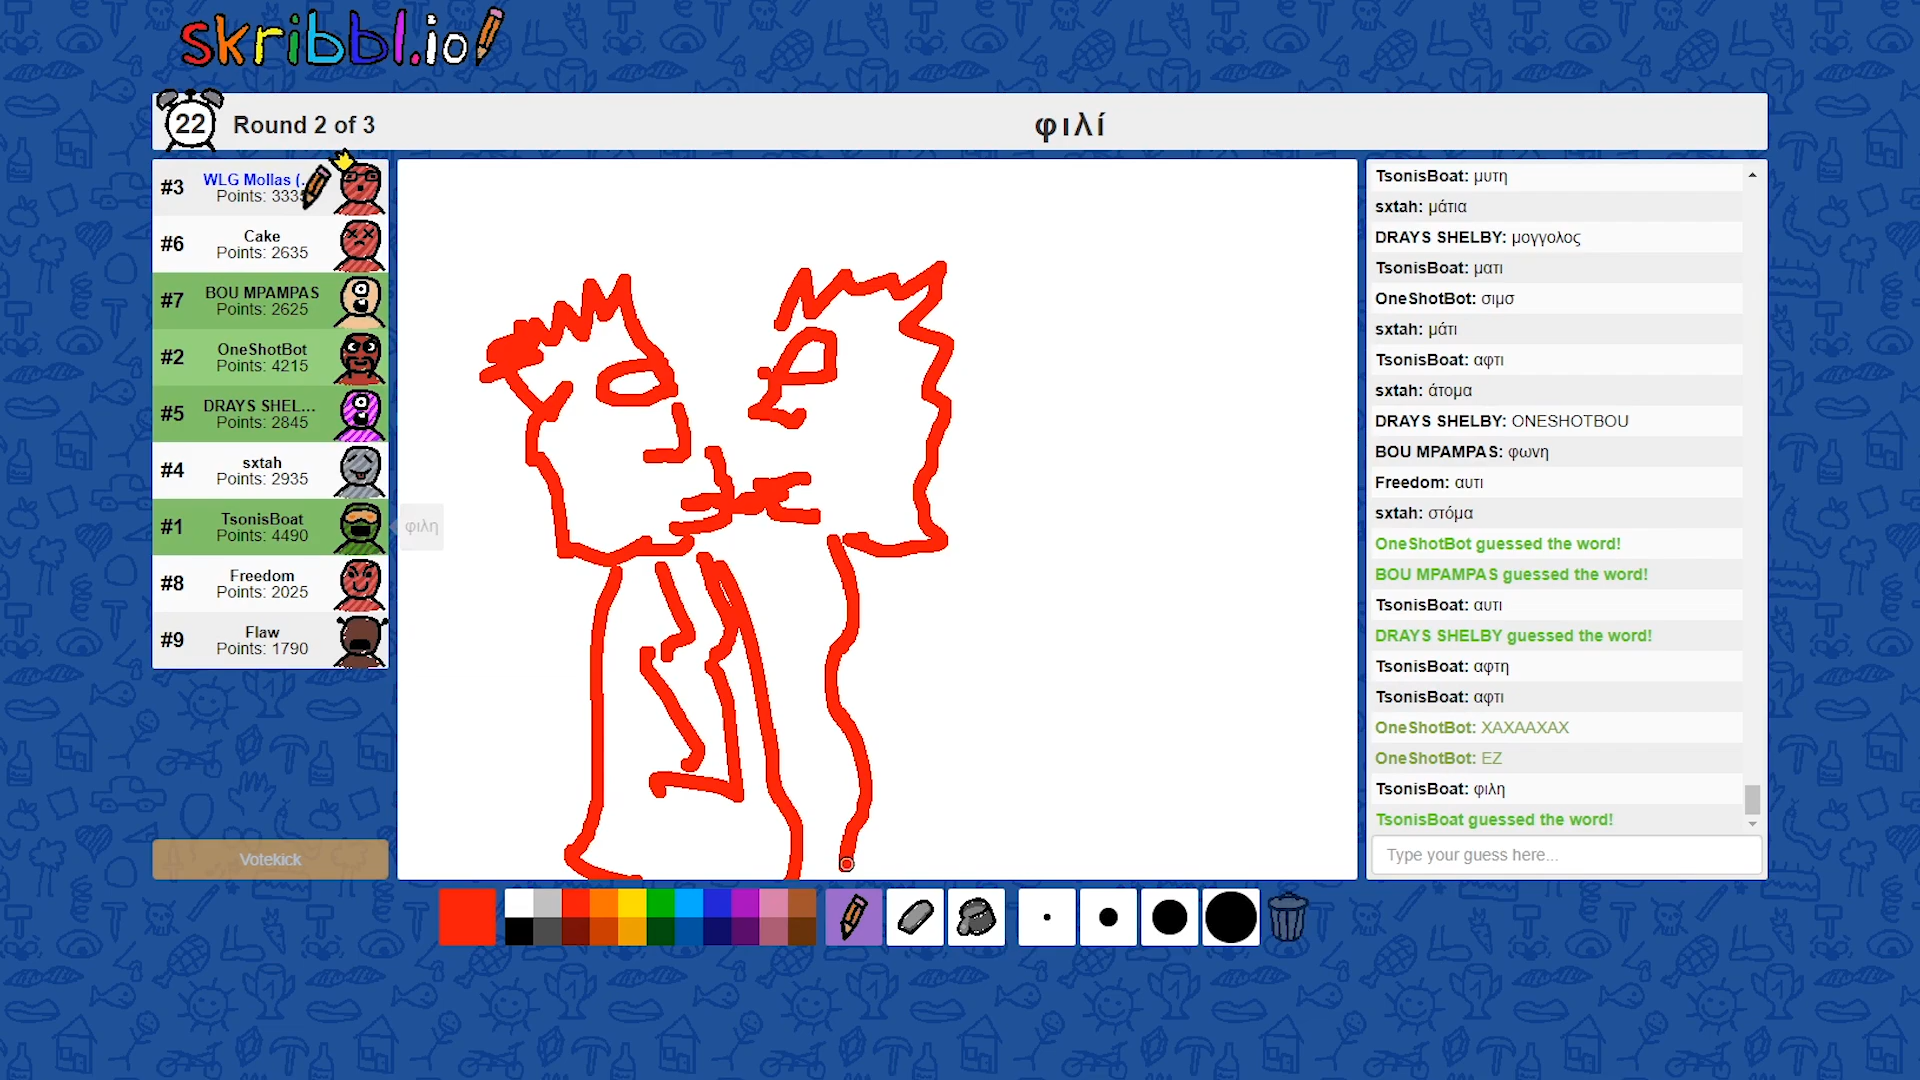 skribbl.io
22
Round 2 of 3
φιλί
#3
WLG Mollas (...
Points: 3335
#6
Cake
Points: 2635
#7
BOU MPAMPAS
Points: 2625
#2
OneShotBot
Points: 4215
#5
DRAYS SHEL...
Points: 2845
#4
sxtah
Points: 2935
#1
TsonisBoat
Points: 4490
#8
Freedom
Points: 2025
#9
Flaw
Points: 1790
Votekick
φιλη
TsonisBoat: μυτη
sxtah: μάτια
DRAYS SHELBY: μογγολος
TsonisBoat: ματι
OneShotBot: σιμσ
sxtah: μάτι
TsonisBoat: αφτι
sxtah: άτομα
DRAYS SHELBY: ONESHOTBOU
BOU MPAMPAS: φωνη
Freedom: αυτι
sxtah: στόμα
OneShotBot guessed the word!
BOU MPAMPAS guessed the word!
TsonisBoat: αυτι
DRAYS SHELBY guessed the word!
TsonisBoat: αφτη
TsonisBoat: αφτι
OneShotBot: ΧΑΧΑΑΧΑΧ
OneShotBot: EZ
TsonisBoat: φιλη
TsonisBoat guessed the word!
Type your guess here...